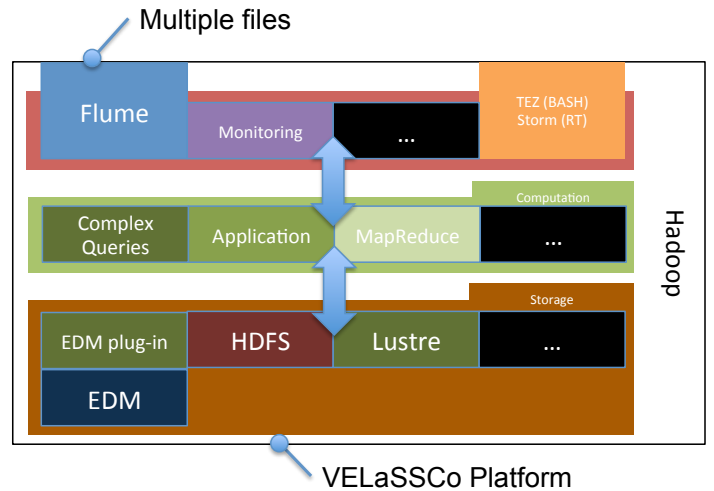 Multiple files
Flume
Monitoring
...
TEZ (BASH)
Storm (RT)
Computation
Complex
Queries
Application
MapReduce
...
Hadoop
Storage
EDM plug-in
HDFS
Lustre
...
EDM
VELaSSCo Platform